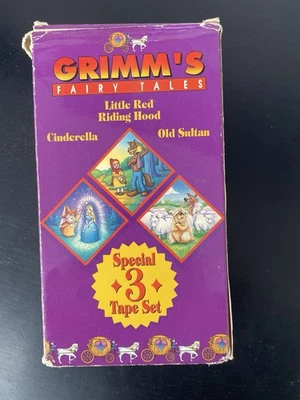 GRIMM'S
FAIRY TALES
Little Red
Riding Hood
Cinderella
Old Sultan
Special
3
Tape Set